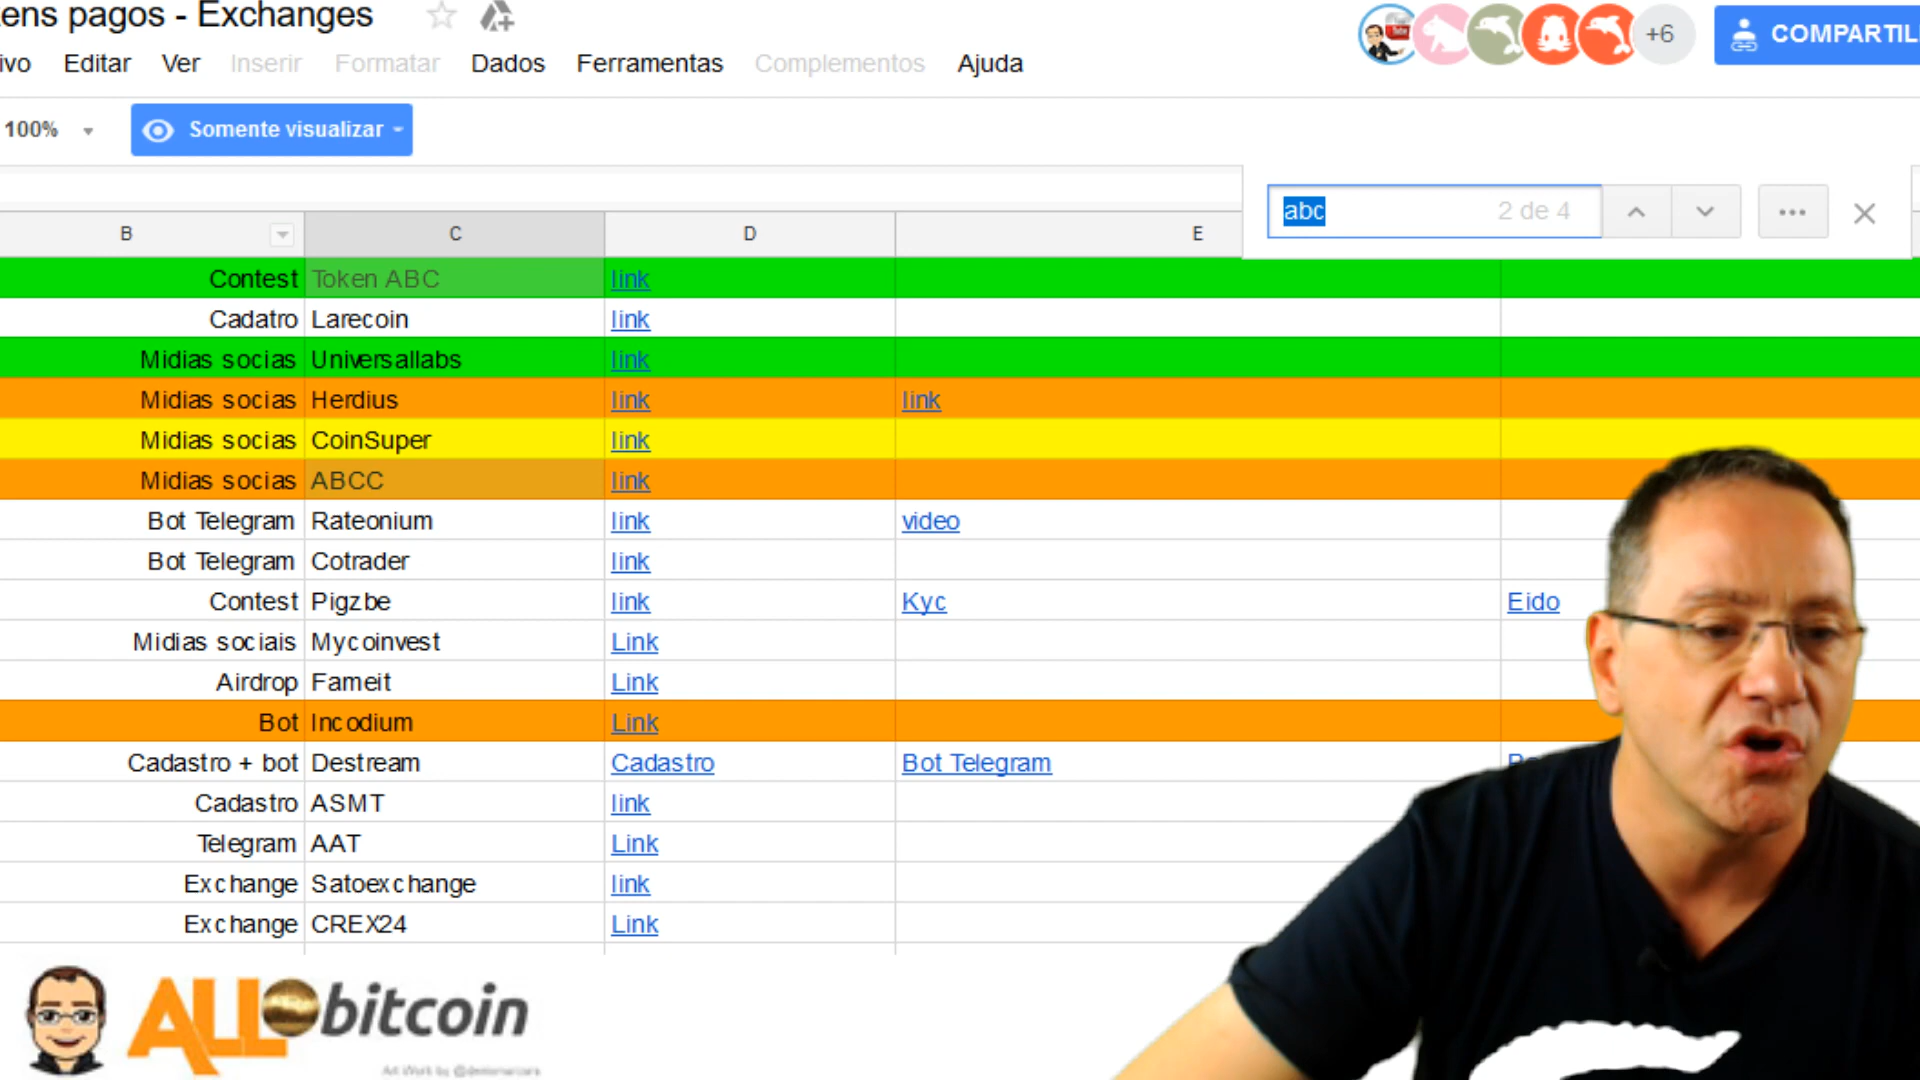 ens pagos - Exchanges
ivo Editar Ver Inserir Formatar Dados Ferramentas Complementos Ajuda
+6
COMPARTIL
100% Somente visualizar
abc 2 de 4
B C D E
Contest Token ABC link
Cadatro Larecoin link
Midias socias Universallabs link
Midias socias Herdius link link
Midias socias CoinSuper link
Midias socias ABCC link
Bot Telegram Rateonium link video
Bot Telegram Cotrader link
Contest Pigzbe link Kyc Eido
Midias sociais Mycoinvest Link
Airdrop Fameit Link
Bot Incodium Link
Cadastro + bot Destream Cadastro Bot Telegram
Cadastro ASMT link
Telegram AAT Link
Exchange Satoexchange link
Exchange CREX24 Link
ALLbitcoin
Art Work by